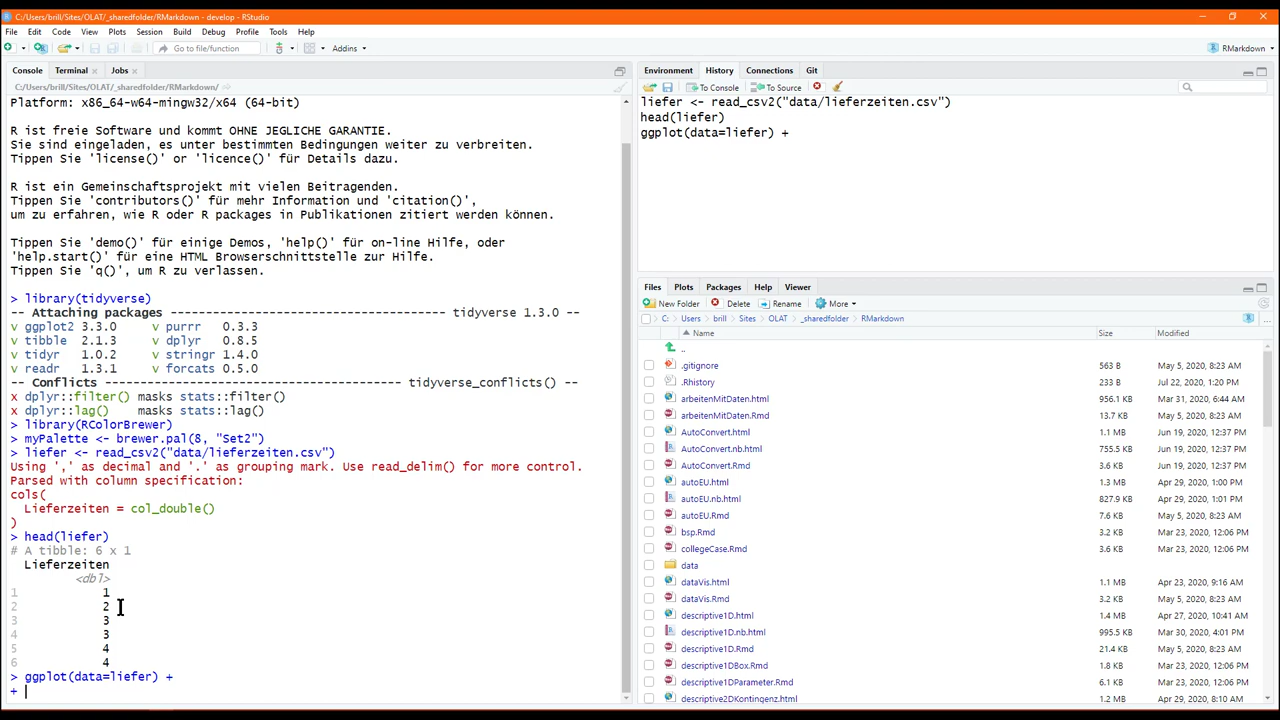 C:/Users/brill/Sites/OLAT/_sharedfolder/RMarkdown - develop - RStudio
File Edit Code View Plots Session Build Debug Profile Tools Help
Go to file/function Addins RMarkdown
Console Terminal Jobs
C:/Users/brill/Sites/OLAT/_sharedfolder/RMarkdown/
Platform: x86_64-w64-mingw32/x64 (64-bit)
R ist freie Software und kommt OHNE JEGLICHE GARANTIE.
Sie sind eingeladen, es unter bestimmten Bedingungen weiter zu verbreiten.
Tippen Sie 'license()' or 'licence()' für Details dazu.
R ist ein Gemeinschaftsprojekt mit vielen Beitragenden.
Tippen Sie 'contributors()' für mehr Information und 'citation()',
um zu erfahren, wie R oder R packages in Publikationen zitiert werden können.
Tippen Sie 'demo()' für einige Demos, 'help()' für on-line Hilfe, oder
'help.start()' für eine HTML Browserschnittstelle zur Hilfe.
Tippen Sie 'q()', um R zu verlassen.
> library(tidyverse)
-- Attaching packages --------------------------------------- tidyverse 1.3.0 --
v ggplot2 3.3.0 v purrr 0.3.3
v tibble 2.1.3 v dplyr 0.8.5
v tidyr 1.0.2 v stringr 1.4.0
v readr 1.3.1 v forcats 0.5.0
-- Conflicts ------------------------------------------ tidyverse_conflicts() --
x dplyr::filter() masks stats::filter()
x dplyr::lag() masks stats::lag()
> library(RColorBrewer)
> myPalette <- brewer.pal(8, "Set2")
> liefer <- read_csv2("data/lieferzeiten.csv")
Using ',' as decimal and '.' as grouping mark. Use read_delim() for more control.
Parsed with column specification:
cols(
Lieferzeiten = col_double()
)
> head(liefer)
# A tibble: 6 x 1
Lieferzeiten
<dbl>
1 1
2 2
3 3
4 3
5 4
6 4
> ggplot(data=liefer) +
+
Environment History Connections Git
To Console To Source
liefer <- read_csv2("data/lieferzeiten.csv")
head(liefer)
ggplot(data=liefer) +
Files Plots Packages Help Viewer
New Folder Delete Rename More
C: Users brill Sites OLAT _sharedfolder RMarkdown ...
Name Size Modified
..
.gitignore 563 B May 5, 2020, 8:23 AM
.Rhistory 233 B Jul 22, 2020, 1:20 PM
arbeitenMitDaten.html 956.1 KB Mar 31, 2020, 6:44 AM
arbeitenMitDaten.Rmd 13.7 KB May 5, 2020, 8:23 AM
AutoConvert.html 1.1 MB Jun 19, 2020, 12:37 PM
AutoConvert.nb.html 755.5 KB Jun 19, 2020, 12:37 PM
AutoConvert.Rmd 3.6 KB Jun 19, 2020, 12:37 PM
autoEU.html 1.3 MB Apr 29, 2020, 1:00 PM
autoEU.nb.html 827.9 KB Apr 29, 2020, 1:01 PM
autoEU.Rmd 7.6 KB May 5, 2020, 8:23 AM
bsp.Rmd 3.2 KB Mar 23, 2020, 12:06 PM
collegeCase.Rmd 3.6 KB Mar 23, 2020, 12:06 PM
data
dataVis.html 1.1 MB Apr 23, 2020, 9:16 AM
dataVis.Rmd 3.2 KB May 5, 2020, 8:23 AM
descriptive1D.html 1.4 MB Apr 27, 2020, 10:41 AM
descriptive1D.nb.html 995.5 KB Mar 30, 2020, 4:01 PM
descriptive1D.Rmd 21.4 KB May 5, 2020, 8:23 AM
descriptive1DBox.Rmd 1.8 KB Mar 23, 2020, 12:06 PM
descriptive1DParameter.Rmd 6.1 KB Mar 23, 2020, 12:06 PM
descriptive2DKontingenz.html 1.1 MB Apr 29, 2020, 8:10 AM